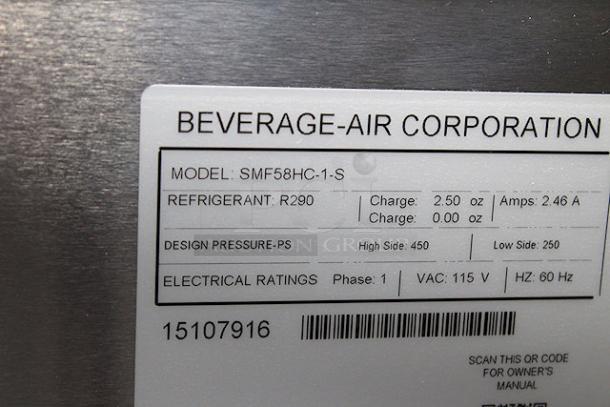 BEVERAGE-AIR CORPORATION
MODEL: SMF58HC-1-S
REFRIGERANT: R290 Charge: 2.50 oz Amps: 2.46 A
Charge: 0.00 oz
DESIGN PRESSURE-PS High Side: 450 Low Side: 250
ELECTRICAL RATINGS Phase: 1 VAC: 115 V HZ: 60 Hz
15107916
SCAN THIS QR CODE
FOR OWNER'S
MANUAL